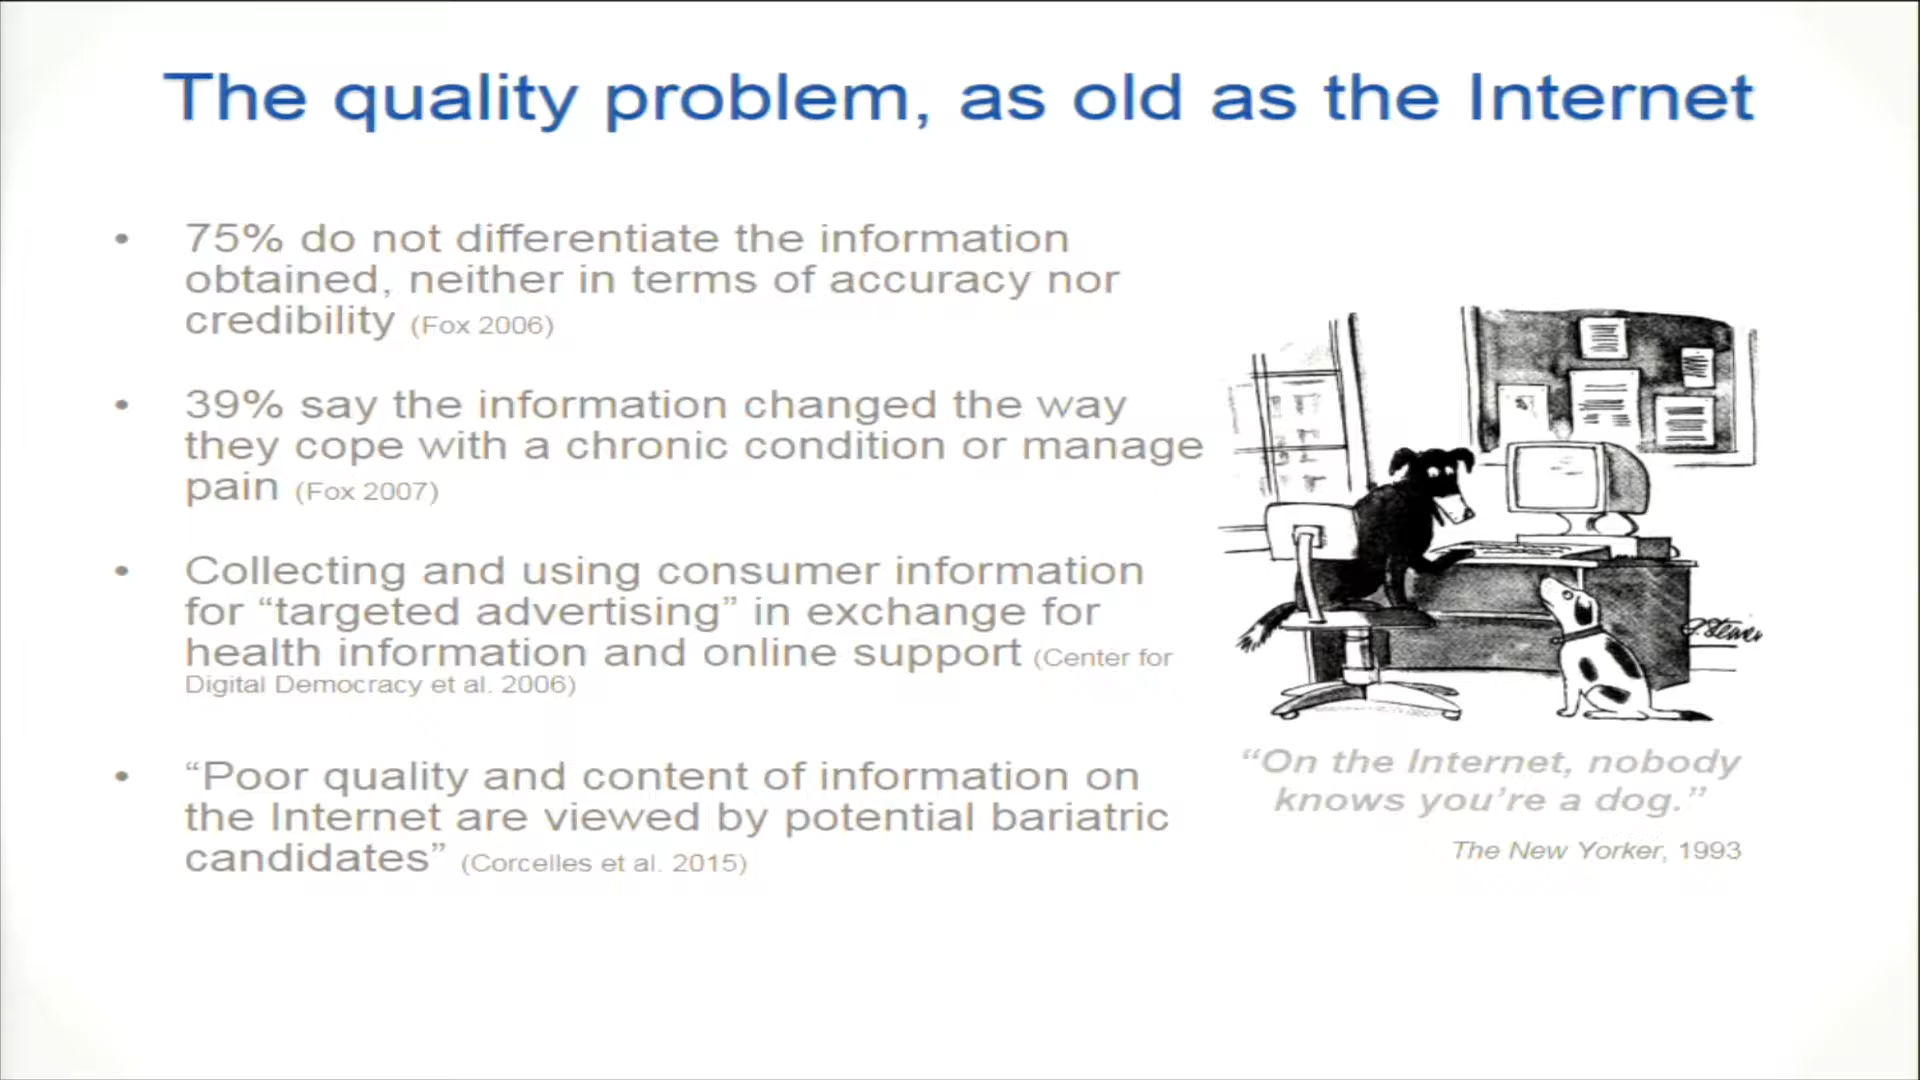 The quality problem, as old as the Internet
• 75% do not differentiate the information
obtained, neither in terms of accuracy nor
credibility (Fox 2006)
• 39% say the information changed the way
they cope with a chronic condition or manage
pain (Fox 2007)
• Collecting and using consumer information
for “targeted advertising” in exchange for
health information and online support (Center for
Digital Democracy et al. 2006)
• “Poor quality and content of information on
the Internet are viewed by potential bariatric
candidates” (Corcelles et al. 2015)
“On the Internet, nobody
knows you’re a dog.”
The New Yorker, 1993